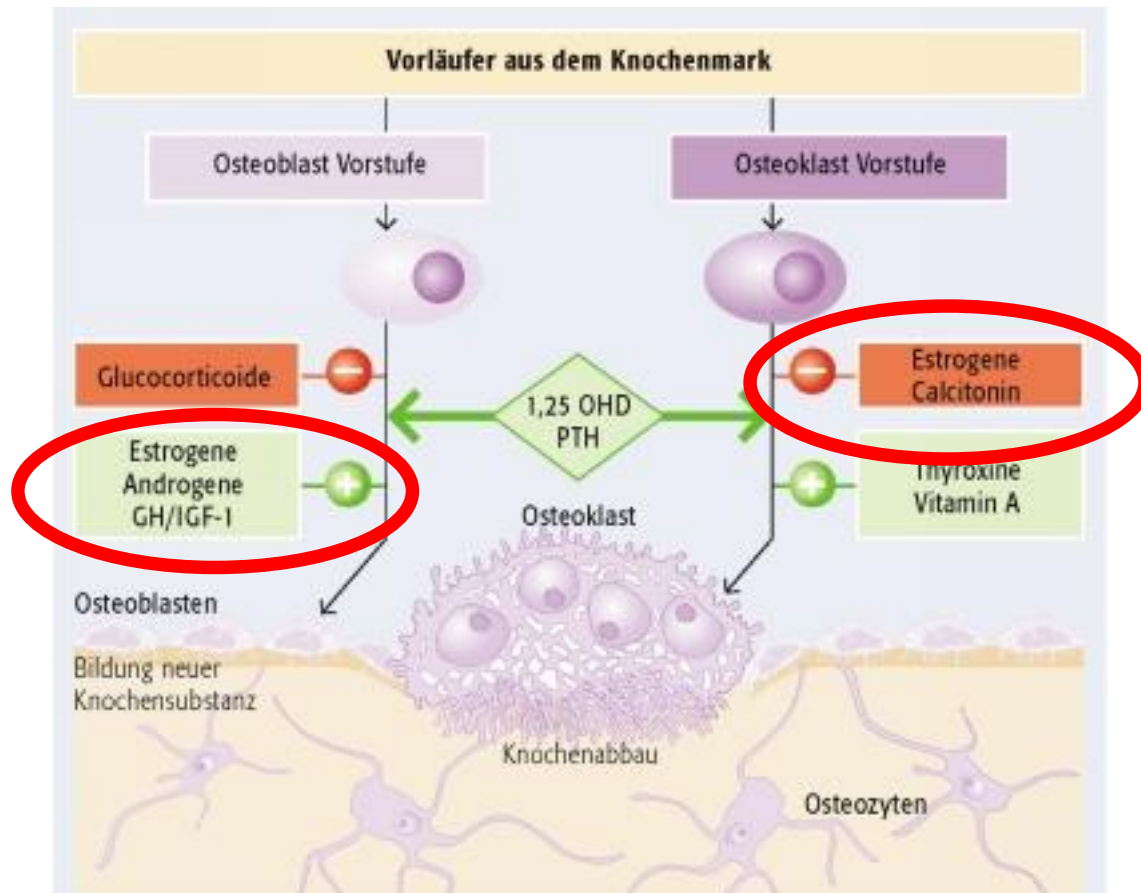 Vorläufer aus dem Knochenmark
Osteoblast Vorstufe
Osteoklast Vorstufe
Glucocorticoide
Estrogene
Calcitonin
1,25 OHD
PTH
Estrogene
Androgene
GH/IGF-1
Thyroxine
Vitamin A
Osteoklast
Osteoblasten
Bildung neuer
Knochensubstanz
Knochenabbau
Osteozyten